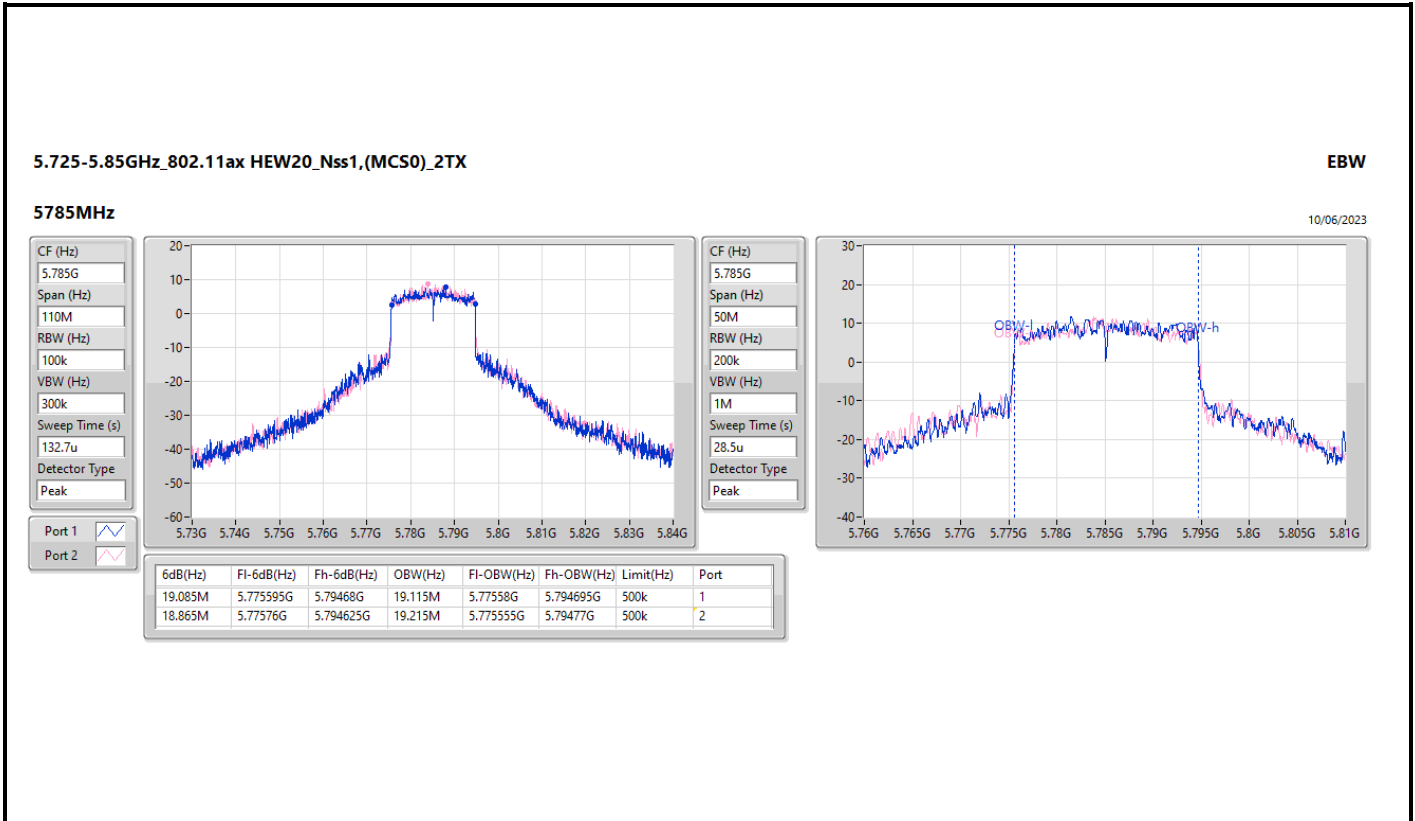 5.725-5.85GHz_802.11ax HEW20_Nss1,(MCS0)_2TX
EBW
5785MHz
10/06/2023
CF (Hz)
5.785G
Span (Hz)
110M
RBW (Hz)
100k
VBW (Hz)
300k
Sweep Time (s)
132.7u
Detector Type
Peak
Port 1
Port 2
20
10
0
-10
-20
-30
-40
-50
-60
5.73G 5.74G 5.75G 5.76G 5.77G 5.78G 5.79G 5.8G 5.81G 5.82G 5.83G 5.84G
CF (Hz)
5.785G
Span (Hz)
50M
RBW (Hz)
200k
VBW (Hz)
1M
Sweep Time (s)
28.5u
Detector Type
Peak
30
20
10
0
-10
-20
-30
-40
OBW-l OBW-h
5.76G 5.765G 5.77G 5.775G 5.78G 5.785G 5.79G 5.795G 5.8G 5.805G 5.81G
6dB(Hz) Fl-6dB(Hz) Fh-6dB(Hz) OBW(Hz) Fl-OBW(Hz) Fh-OBW(Hz) Limit(Hz) Port
19.085M 5.775595G 5.79468G 19.115M 5.77558G 5.794695G 500k 1
18.865M 5.77576G 5.794625G 19.215M 5.775555G 5.79477G 500k 2